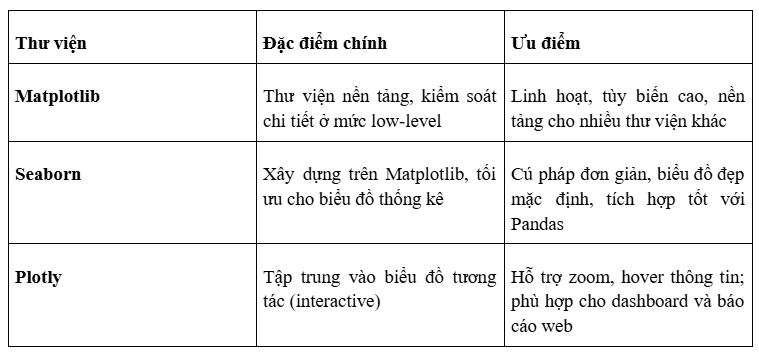 Thư viện
Đặc điểm chính
Ưu điểm
Matplotlib
Thư viện nền tảng, kiểm soát
chi tiết ở mức low-level
Linh hoạt, tùy biến cao, nền
tảng cho nhiều thư viện khác
Seaborn
Xây dựng trên Matplotlib, tối
ưu cho biểu đồ thống kê
Cú pháp đơn giản, biểu đồ đẹp
mặc định, tích hợp tốt với
Pandas
Plotly
Tập trung vào biểu đồ tương
tác (interactive)
Hỗ trợ zoom, hover thông tin;
phù hợp cho dashboard và báo
cáo web